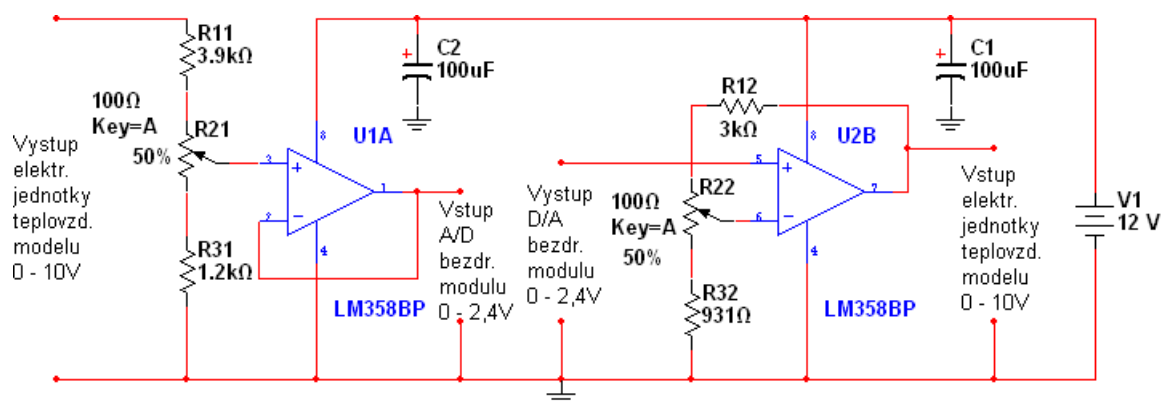 R11
3.9kΩ
100Ω
Key=A
R21
50%
R31
1.2kΩ
Vystup
elektr.
jednotky
teplovzd.
modelu
0 - 10V
C2
100uF
U1A
8
3
2
1
4
LM358BP
Vstup
A/D
bezdr.
modulu
0 - 2,4V
Vystup
D/A
bezdr.
modulu
0 - 2,4V
R12
3kΩ
R22
100Ω
Key=A
50%
R32
931Ω
U2B
8
5
6
7
4
LM358BP
C1
100uF
Vstup
elektr.
jednotky
teplovzd.
modelu
0 - 10V
V1
12 V
+
+